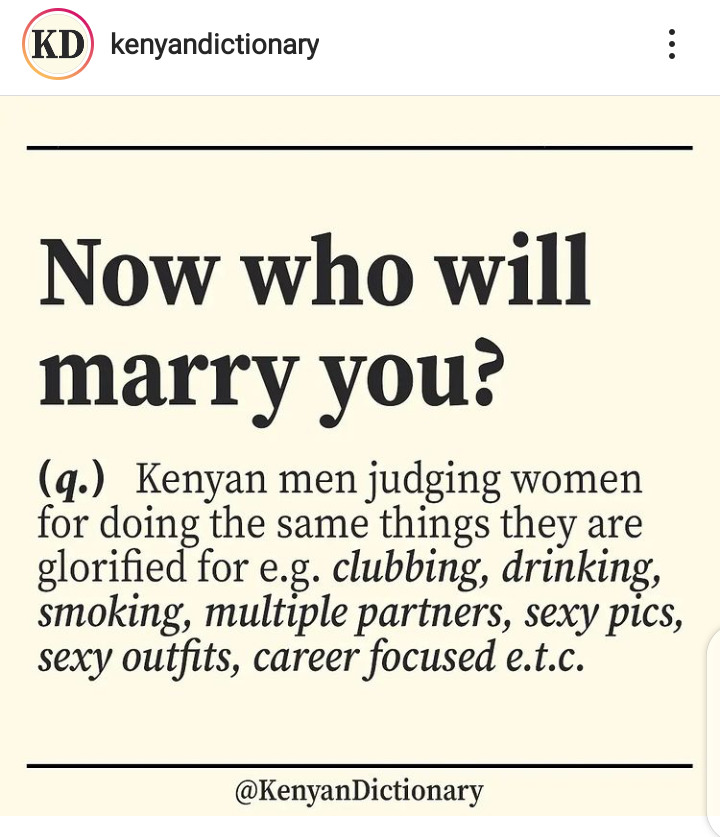 KD kenyandictionary
Now who will
marry you?
(q.) Kenyan men judging women
for doing the same things they are
glorified for e.g. clubbing, drinking,
smoking, multiple partners, sexy pics,
sexy outfits, career focused e.t.c.
@KenyanDictionary